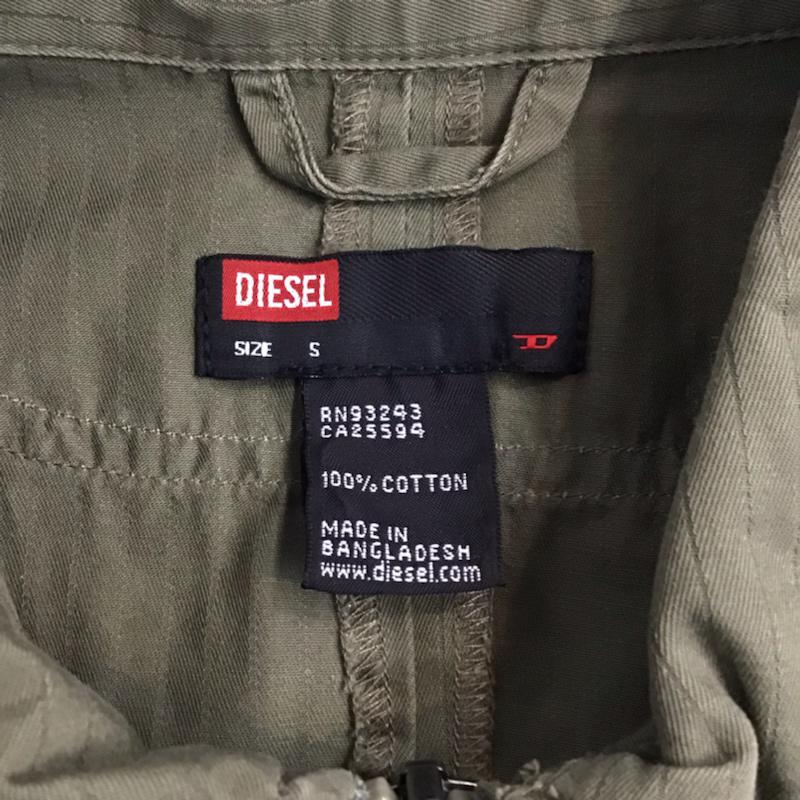 DIESEL
SIZE S
RN93243
CA25594
100% COTTON
MADE IN
BANGLADESH
www.diesel.com